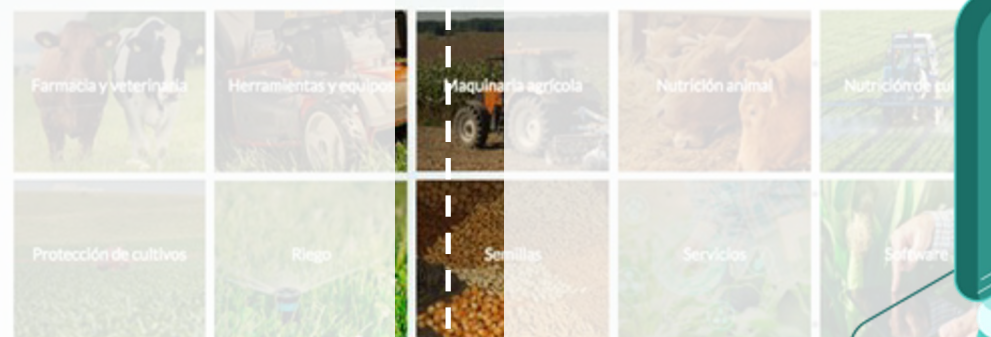 Farmacia y veterinaria
Herramientas y equipos
Maquinaria agrícola
Nutrición animal
Nutrición de
Protección de cultivos
Riego
Semillas
Servicios
Software